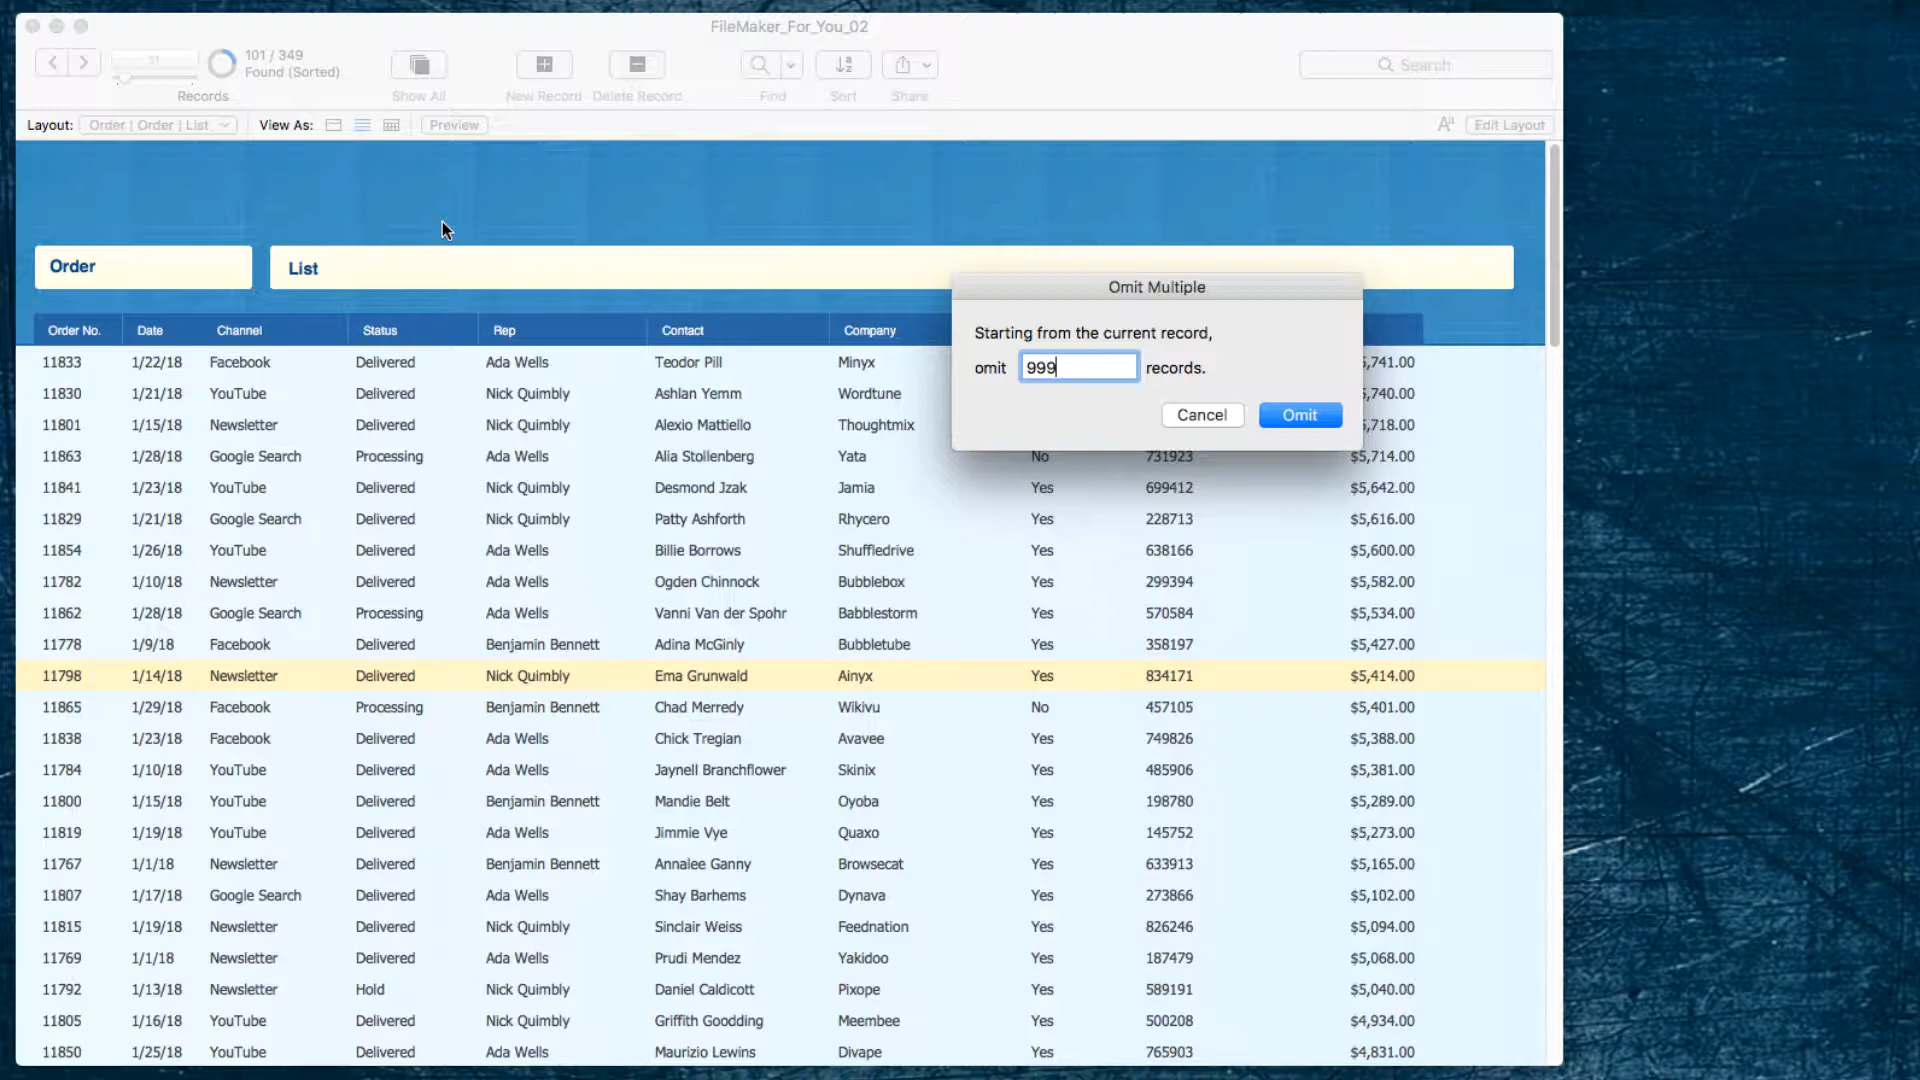 FileMaker_For_You_02
11
101 / 349
Found (Sorted)
Records
Show All
New Record
Delete Record
Find
Sort
Share
Search
Layout: Order | Order | List
View As:
Preview
Aa
Edit Layout
Order
List
Order No. Date Channel Status Rep Contact Company
11833 1/22/18 Facebook Delivered Ada Wells Teodor Pill Minyx 5,741.00
11830 1/21/18 YouTube Delivered Nick Quimbly Ashlan Yemm Wordtune 5,740.00
11801 1/15/18 Newsletter Delivered Nick Quimbly Alexio Mattiello Thoughtmix 5,718.00
11863 1/28/18 Google Search Processing Ada Wells Alia Stollenberg Yata No 731923 $5,714.00
11841 1/23/18 YouTube Delivered Nick Quimbly Desmond Jzak Jamia Yes 699412 $5,642.00
11829 1/21/18 Google Search Delivered Nick Quimbly Patty Ashforth Rhycero Yes 228713 $5,616.00
11854 1/26/18 YouTube Delivered Ada Wells Billie Borrows Shuffledrive Yes 638166 $5,600.00
11782 1/10/18 Newsletter Delivered Ada Wells Ogden Chinnock Bubblebox Yes 299394 $5,582.00
11862 1/28/18 Google Search Processing Ada Wells Vanni Van der Spohr Babblestorm Yes 570584 $5,534.00
11778 1/9/18 Facebook Delivered Benjamin Bennett Adina McGinly Bubbletube Yes 358197 $5,427.00
11798 1/14/18 Newsletter Delivered Nick Quimbly Ema Grunwald Ainyx Yes 834171 $5,414.00
11865 1/29/18 Facebook Processing Benjamin Bennett Chad Merredy Wikivu No 457105 $5,401.00
11838 1/23/18 Facebook Delivered Ada Wells Chick Tregian Avavee Yes 749826 $5,388.00
11784 1/10/18 YouTube Delivered Ada Wells Jaynell Branchflower Skinix Yes 485906 $5,381.00
11800 1/15/18 YouTube Delivered Benjamin Bennett Mandie Belt Oyoba Yes 198780 $5,289.00
11819 1/19/18 YouTube Delivered Ada Wells Jimmie Vye Quaxo Yes 145752 $5,273.00
11767 1/1/18 Newsletter Delivered Benjamin Bennett Annalee Ganny Browsecat Yes 633913 $5,165.00
11807 1/17/18 Google Search Delivered Ada Wells Shay Barhems Dynava Yes 273866 $5,102.00
11815 1/19/18 Newsletter Delivered Nick Quimbly Sinclair Weiss Feednation Yes 826246 $5,094.00
11769 1/1/18 Newsletter Delivered Ada Wells Prudi Mendez Yakidoo Yes 187479 $5,068.00
11792 1/13/18 Newsletter Hold Nick Quimbly Daniel Caldicott Pixope Yes 589191 $5,040.00
11805 1/16/18 YouTube Delivered Nick Quimbly Griffith Goodding Meembee Yes 500208 $4,934.00
11850 1/25/18 YouTube Delivered Ada Wells Maurizio Lewins Divape Yes 765903 $4,831.00
Omit Multiple
Starting from the current record,
omit 999 records.
Cancel
Omit